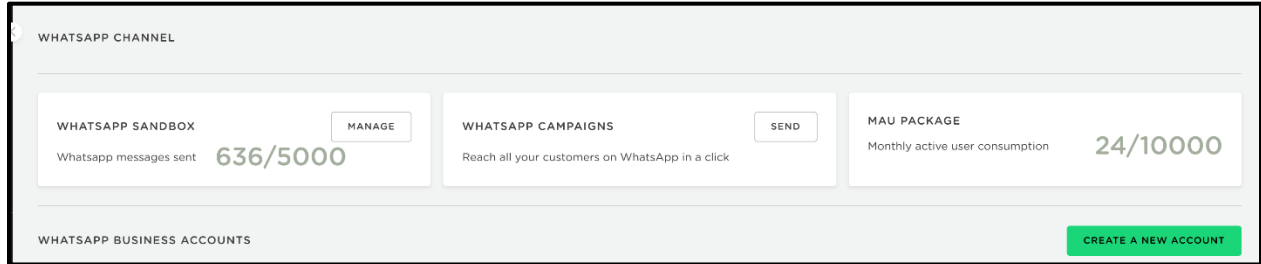 WHATSAPP CHANNEL
WHATSAPP SANDBOX
MANAGE
Whatsapp messages sent 636/5000
WHATSAPP CAMPAIGNS
SEND
Reach all your customers on WhatsApp in a click
MAU PACKAGE
Monthly active user consumption 24/10000
WHATSAPP BUSINESS ACCOUNTS
CREATE A NEW ACCOUNT